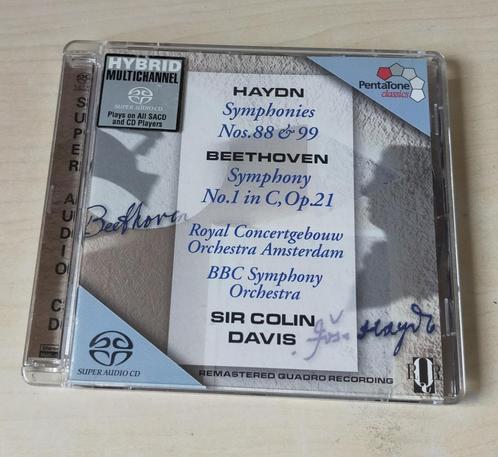 HYBRID
MULTICHANNEL
SUPER AUDIO CD
Plays on All SACD
and CD Players
PentaTone
classics
SUPER AUDIO CD
HAYDN
Symphonies
Nos. 88 & 99
BEETHOVEN
Symphony
No. 1 in C, Op. 21
Beethoven
Royal Concertgebouw
Orchestra Amsterdam
BBC Symphony
Orchestra
SIR COLIN
DAVIS
Haydn
SUPER AUDIO CD
REMASTERED QUADRO RECORDING
RQR